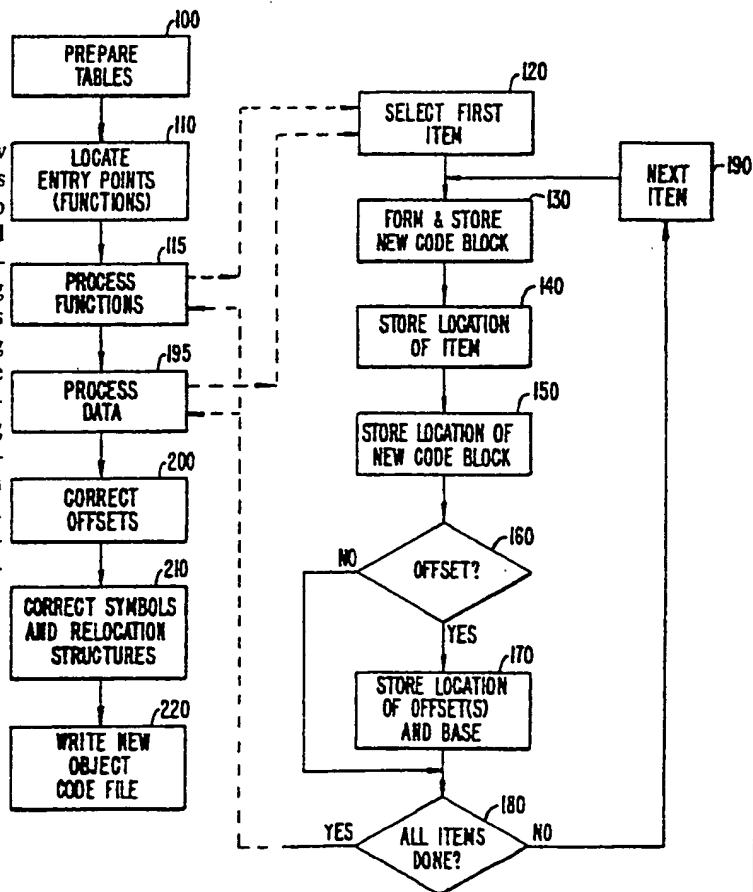 100
PREPARE
TABLES
110
LOCATE
ENTRY POINTS
(FUNCTIONS)
115
PROCESS
FUNCTIONS
195
PROCESS
DATA
200
CORRECT
OFFSETS
210
CORRECT SYMBOLS
AND RELOCATION
STRUCTURES
220
WRITE NEW
OBJECT
CODE FILE
120
SELECT FIRST
ITEM
190
NEXT
ITEM
130
FORM & STORE
NEW CODE BLOCK
140
STORE LOCATION
OF ITEM
150
STORE LOCATION OF
NEW CODE BLOCK
160
NO
OFFSET?
YES
170
STORE LOCATION
OF OFFSET(S)
AND BASE
180
YES
ALL ITEMS
DONE?
NO